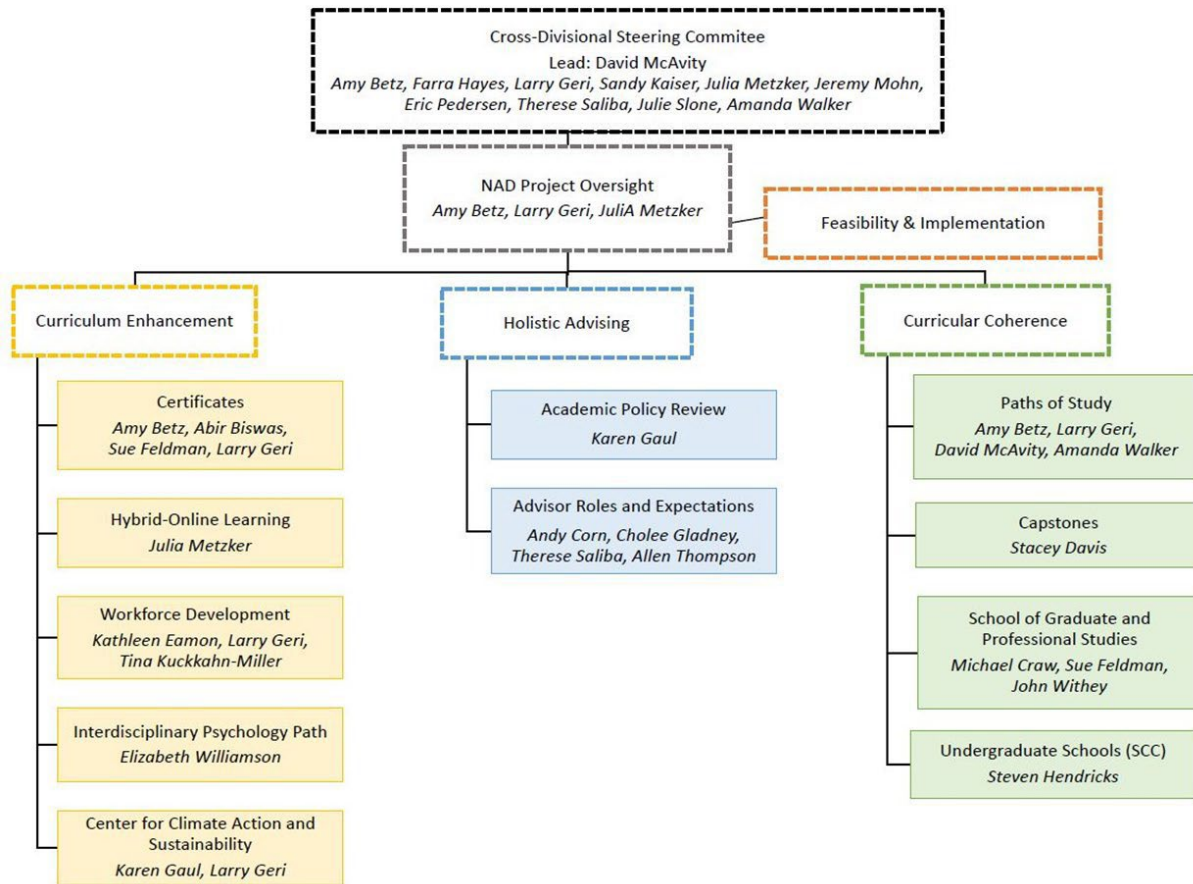 Cross-Divisional Steering Commitee
Lead: David McAvity
Amy Betz, Farra Hayes, Larry Geri, Sandy Kaiser, Julia Metzker, Jeremy Mohn,
Eric Pedersen, Therese Saliba, Julie Slone, Amanda Walker
NAD Project Oversight
Amy Betz, Larry Geri, JuliA Metzker
Feasibility & Implementation
Curriculum Enhancement
Certificates
Amy Betz, Abir Biswas,
Sue Feldman, Larry Geri
Hybrid-Online Learning
Julia Metzker
Workforce Development
Kathleen Eamon, Larry Geri,
Tina Kuckkahn-Miller
Interdisciplinary Psychology Path
Elizabeth Williamson
Center for Climate Action and
Sustainability
Karen Gaul, Larry Geri
Holistic Advising
Academic Policy Review
Karen Gaul
Advisor Roles and Expectations
Andy Corn, Cholee Gladney,
Therese Saliba, Allen Thompson
Curricular Coherence
Paths of Study
Amy Betz, Larry Geri,
David McAvity, Amanda Walker
Capstones
Stacey Davis
School of Graduate and
Professional Studies
Michael Craw, Sue Feldman,
John Withey
Undergraduate Schools (SCC)
Steven Hendricks